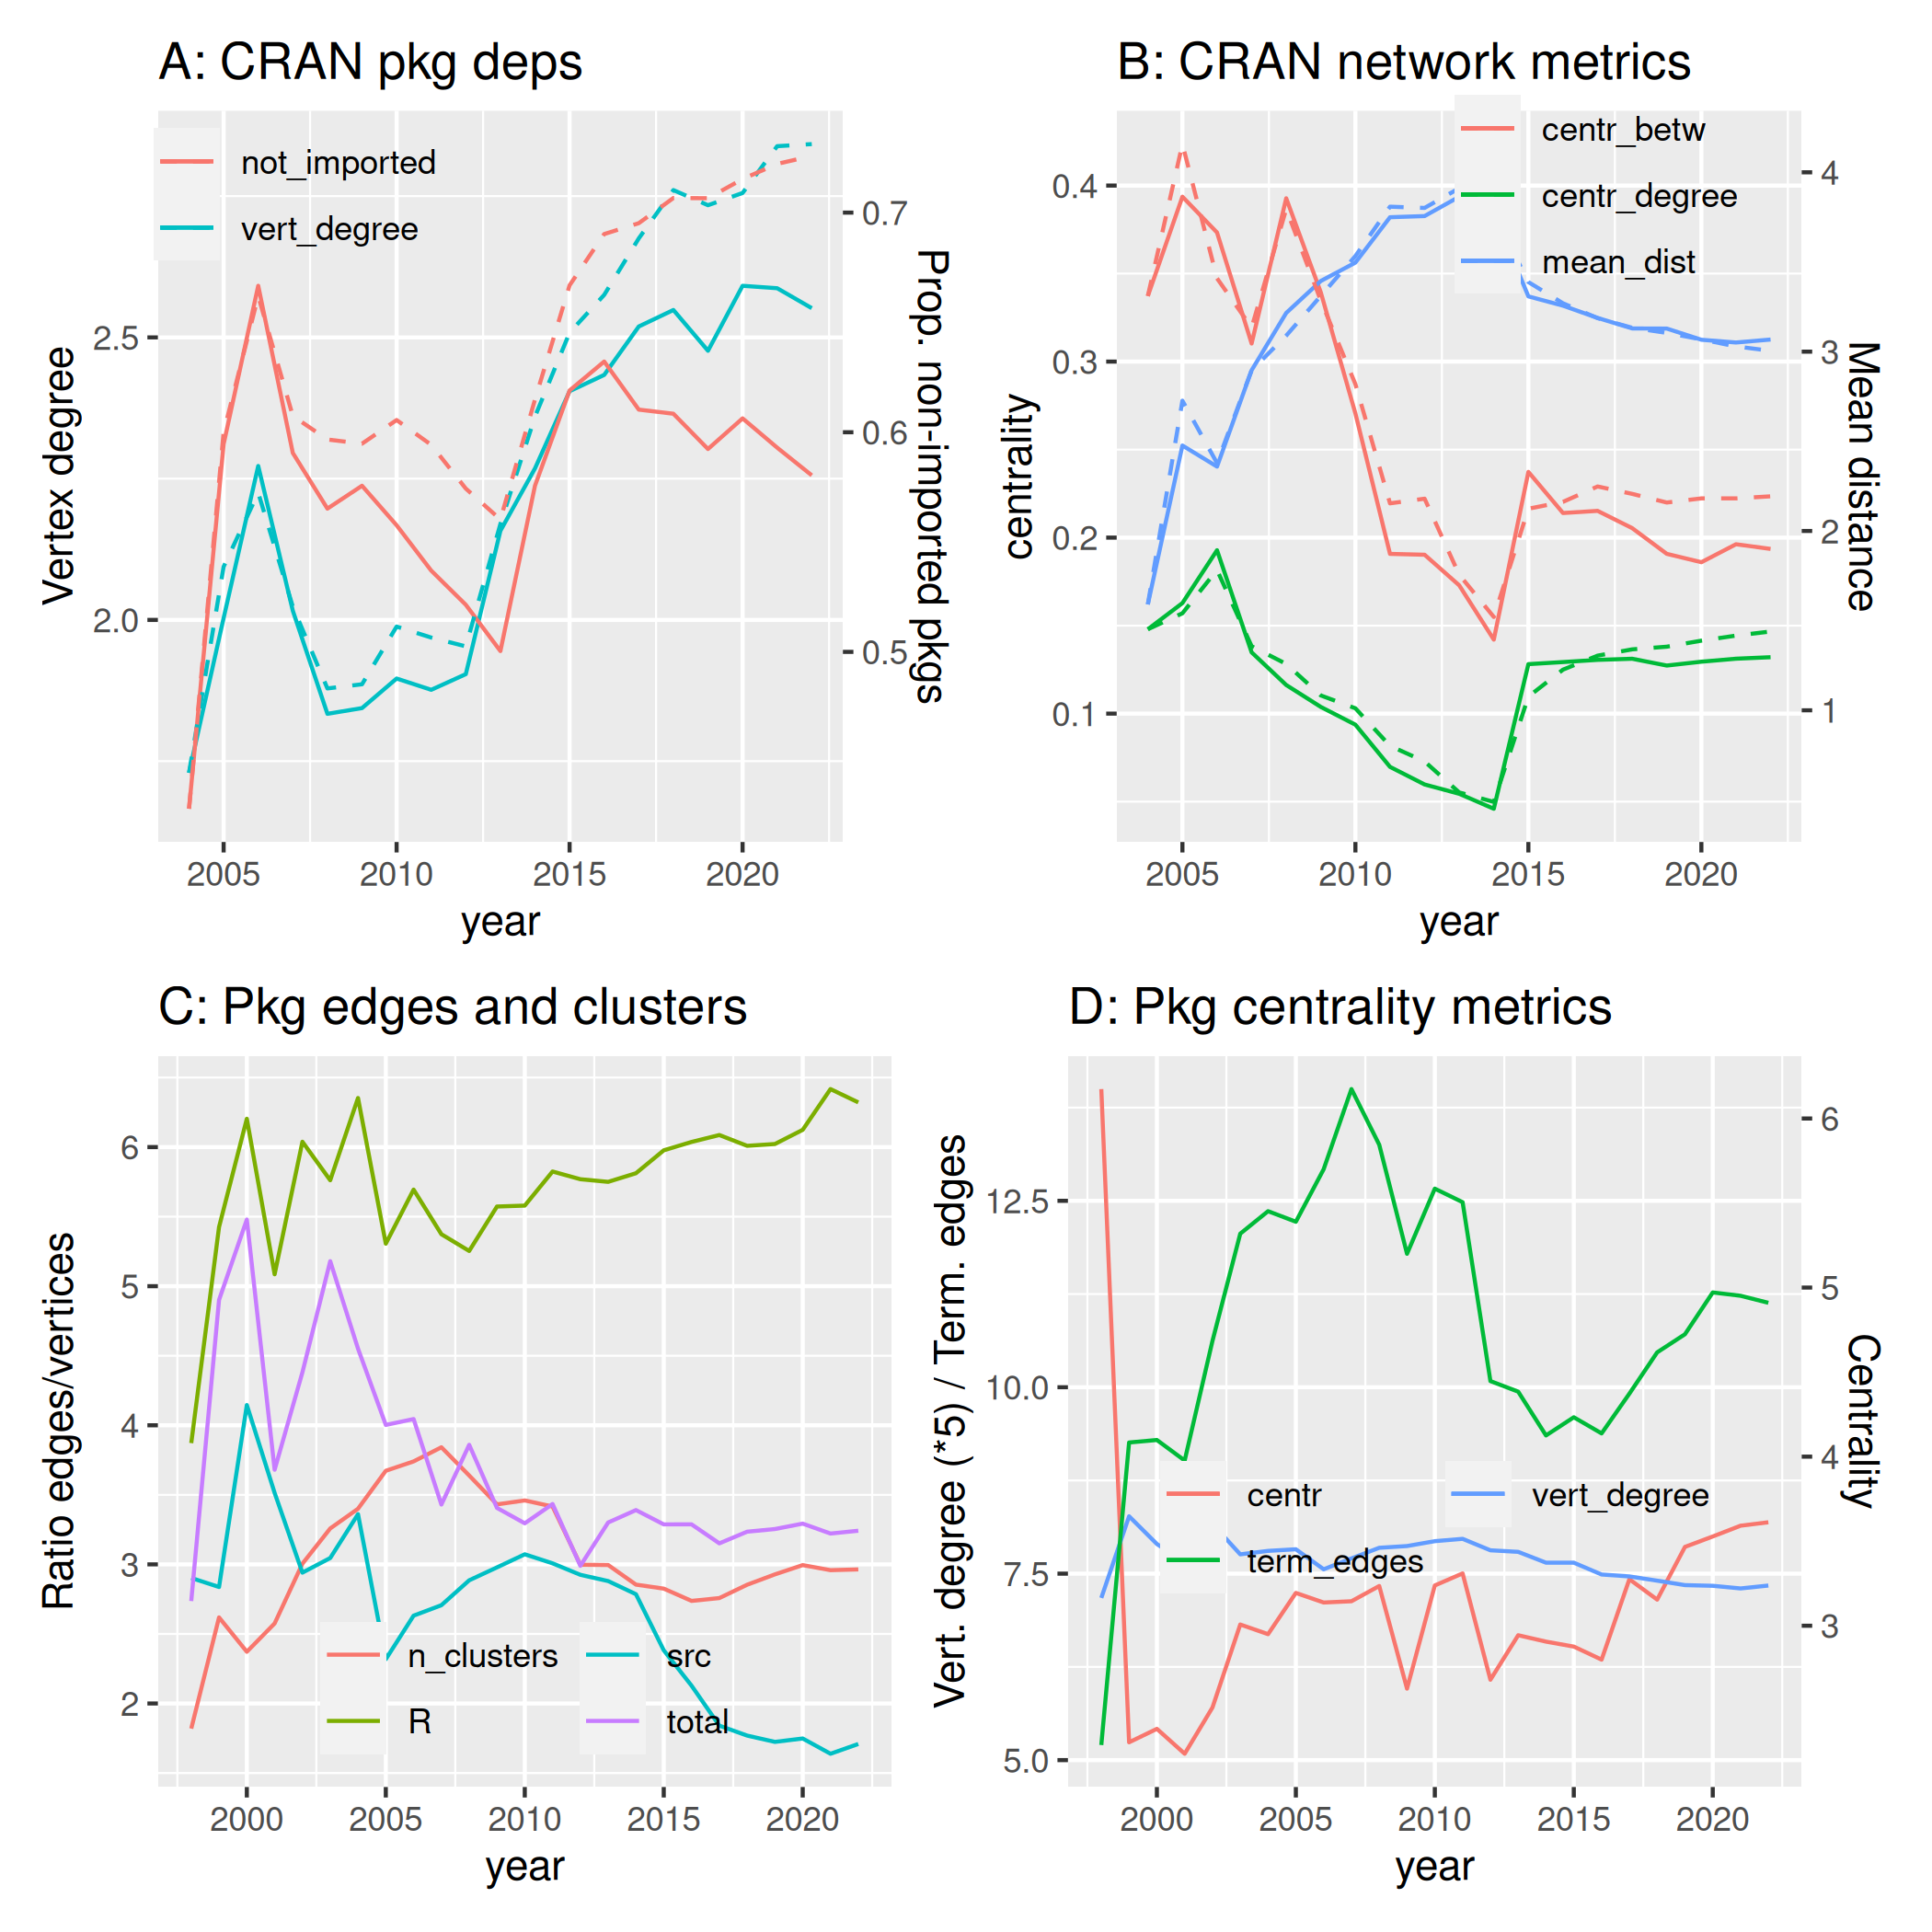 A: CRAN pkg deps
not_imported
vert_degree
2.5
2.0
Vertex degree
0.7
0.6
0.5
Prop. non-imported pkgs
2005 2010 2015 2020
year
B: CRAN network metrics
centr_betw
centr_degree
mean_dist
0.4
0.3
0.2
0.1
centrality
4
3
2
1
Mean distance
2005 2010 2015 2020
year
C: Pkg edges and clusters
6
5
4
3
2
Ratio edges/vertices
n_clusters src
R total
2000 2005 2010 2015 2020
year
D: Pkg centrality metrics
12.5
10.0
7.5
5.0
Vert. degree (*5) / Term. edges
centr vert_degree
term_edges
6
5
4
3
Centrality
2000 2005 2010 2015 2020
year